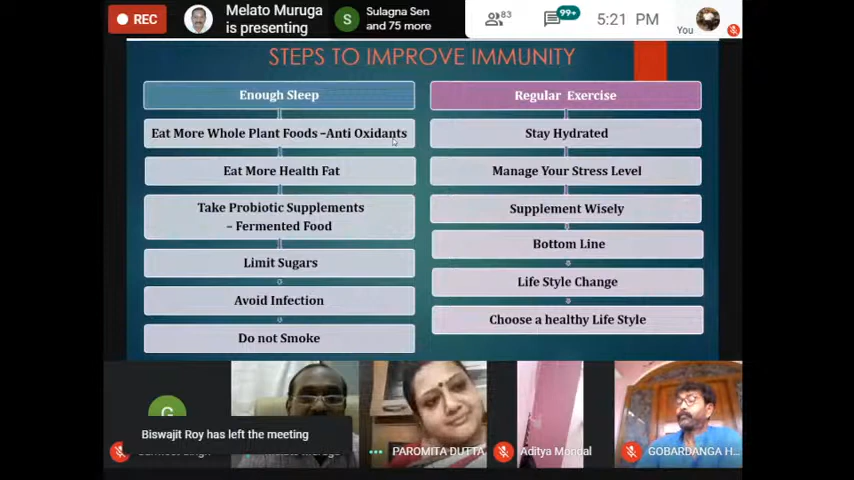 REC
Melato Muruga
is presenting
S
Sulagna Sen
and 75 more
83
99+
5:21 PM
You
STEPS TO IMPROVE IMMUNITY
Enough Sleep
Eat More Whole Plant Foods –Anti Oxidants
Eat More Health Fat
Take Probiotic Supplements
– Fermented Food
Limit Sugars
Avoid Infection
Do not Smoke
Regular Exercise
Stay Hydrated
Manage Your Stress Level
Supplement Wisely
Bottom Line
Life Style Change
Choose a healthy Life Style
G
Biswajit Roy has left the meeting
PAROMITA DUTTA
Aditya Mondal
GOBARDANGA H...